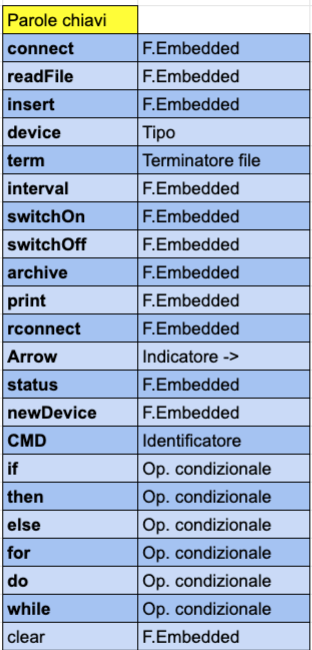 Parole chiavi
connect F.Embedded
readFile F.Embedded
insert F.Embedded
device Tipo
term Terminatore file
interval F.Embedded
switchOn F.Embedded
switchOff F.Embedded
archive F.Embedded
print F.Embedded
rconnect F.Embedded
Arrow Indicatore ->
status F.Embedded
newDevice F.Embedded
CMD Identificatore
if Op. condizionale
then Op. condizionale
else Op. condizionale
for Op. condizionale
do Op. condizionale
while Op. condizionale
clear F.Embedded